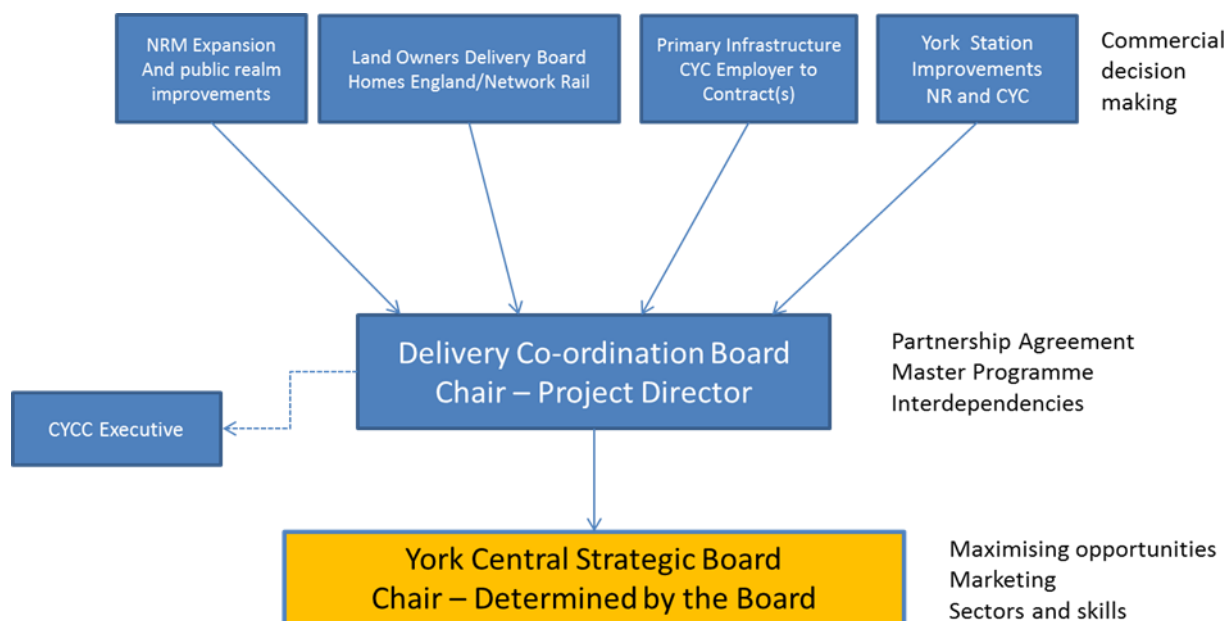 NRM Expansion
And public realm
improvements
Land Owners Delivery Board
Homes England/Network Rail
Primary Infrastructure
CYC Employer to
Contract(s)
York Station
Improvements
NR and CYC
Commercial
decision
making
Delivery Co-ordination Board
Chair – Project Director
Partnership Agreement
Master Programme
Interdependencies
CYCC Executive
York Central Strategic Board
Chair – Determined by the Board
Maximising opportunities
Marketing
Sectors and skills